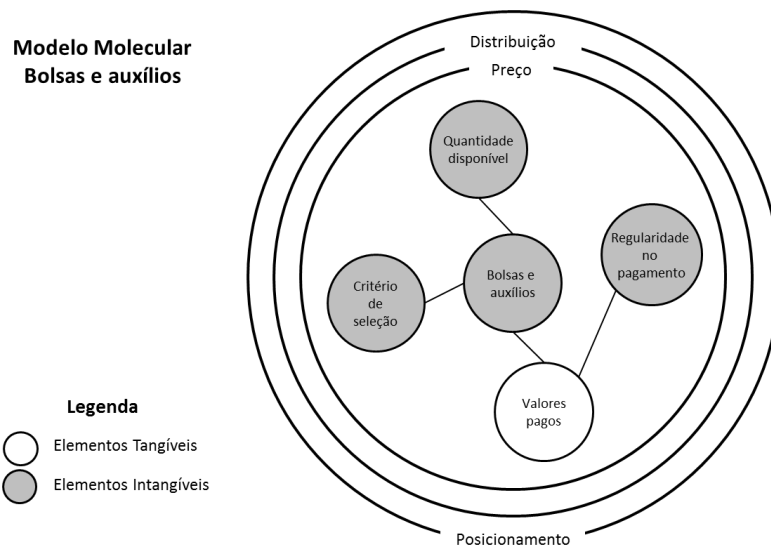 Modelo Molecular
Bolsas e auxílios
Distribuição
Preço
Quantidade
disponível
Regularidade
no
pagamento
Bolsas e
auxílios
Critério
de
seleção
Valores
pagos
Legenda
Elementos Tangíveis
Elementos Intangíveis
Posicionamento